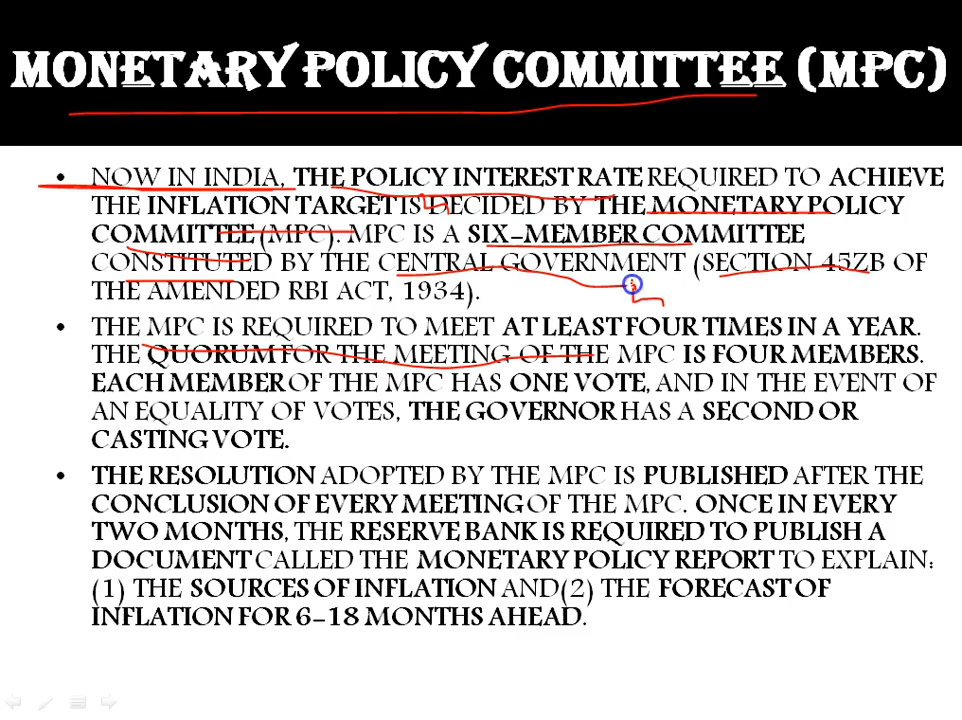 MONETARY POLICY COMMITTEE (MPC)
• NOW IN INDIA, THE POLICY INTEREST RATE REQUIRED TO ACHIEVE
THE INFLATION TARGET IS DECIDED BY THE MONETARY POLICY
COMMITTEE (MPC). MPC IS A SIX-MEMBER COMMITTEE
CONSTITUTED BY THE CENTRAL GOVERNMENT (SECTION 45ZB OF
THE AMENDED RBI ACT, 1934).
• THE MPC IS REQUIRED TO MEET AT LEAST FOUR TIMES IN A YEAR.
THE QUORUM FOR THE MEETING OF THE MPC IS FOUR MEMBERS.
EACH MEMBER OF THE MPC HAS ONE VOTE, AND IN THE EVENT OF
AN EQUALITY OF VOTES, THE GOVERNOR HAS A SECOND OR
CASTING VOTE.
• THE RESOLUTION ADOPTED BY THE MPC IS PUBLISHED AFTER THE
CONCLUSION OF EVERY MEETING OF THE MPC. ONCE IN EVERY
TWO MONTHS, THE RESERVE BANK IS REQUIRED TO PUBLISH A
DOCUMENT CALLED THE MONETARY POLICY REPORT TO EXPLAIN:
(1) THE SOURCES OF INFLATION AND(2) THE FORECAST OF
INFLATION FOR 6-18 MONTHS AHEAD.